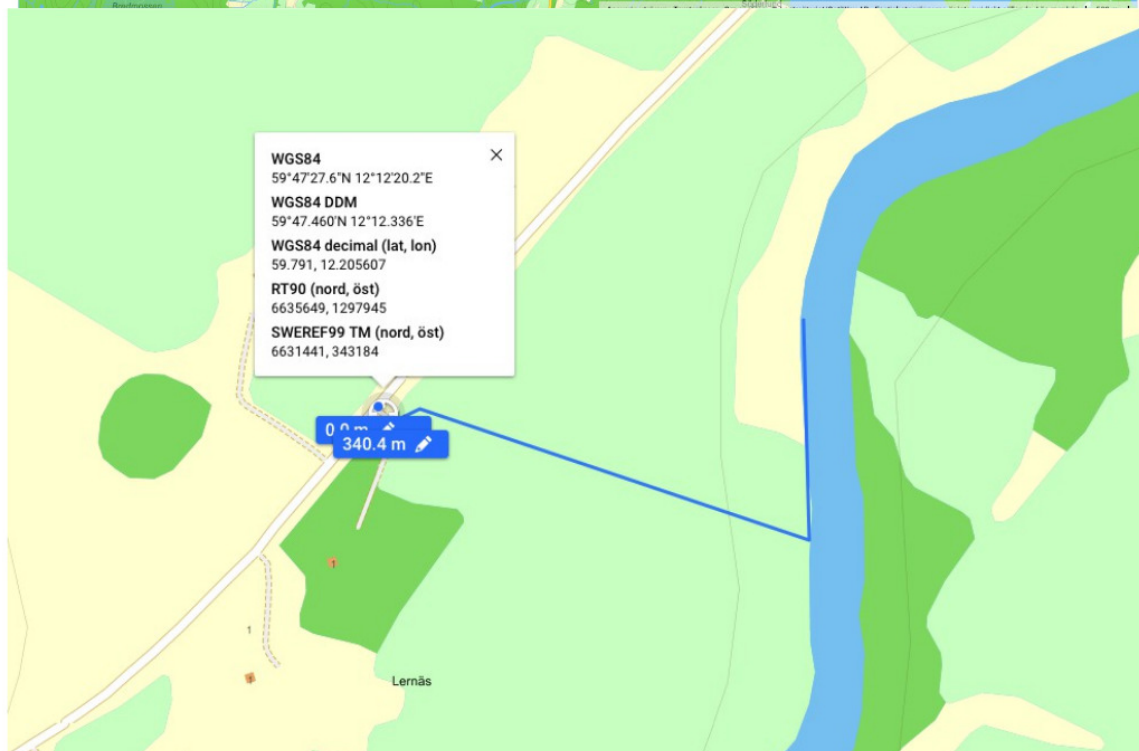 WGS84
59°47'27.6"N 12°12'20.2"E
WGS84 DDM
59°47.460'N 12°12.336'E
WGS84 decimal (lat, lon)
59.791, 12.205607
RT90 (nord, öst)
6635649, 1297945
SWEREF99 TM (nord, öst)
6631441, 343184
0.0 m
340.4 m
1
1
1
Lernäs